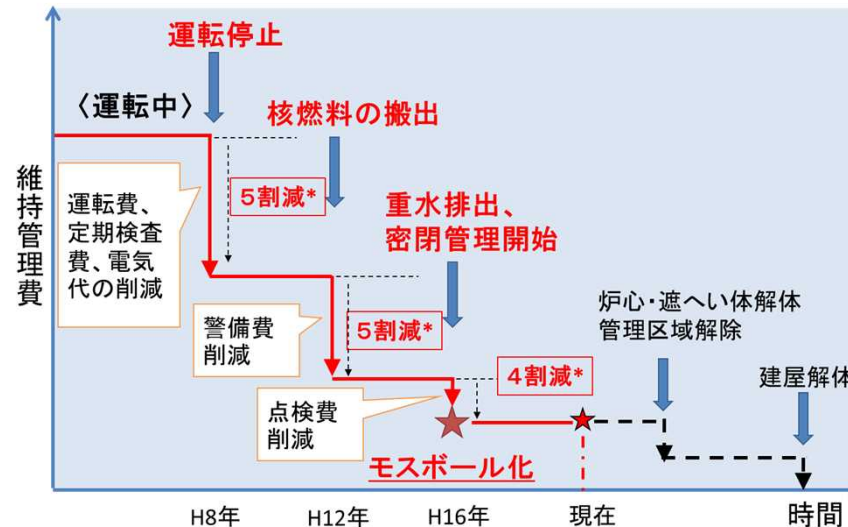 運転停止
〈運転中〉
核燃料の搬出
維持管理費
運転費、
定期検査
費、電気
代の削減
5割減*
重水排出、
密閉管理開始
警備費
削減
5割減*
炉心・遮へい体解体
管理区域解除
4割減*
建屋解体
点検費
削減
モスボール化
H8年
H12年
H16年
現在
時間